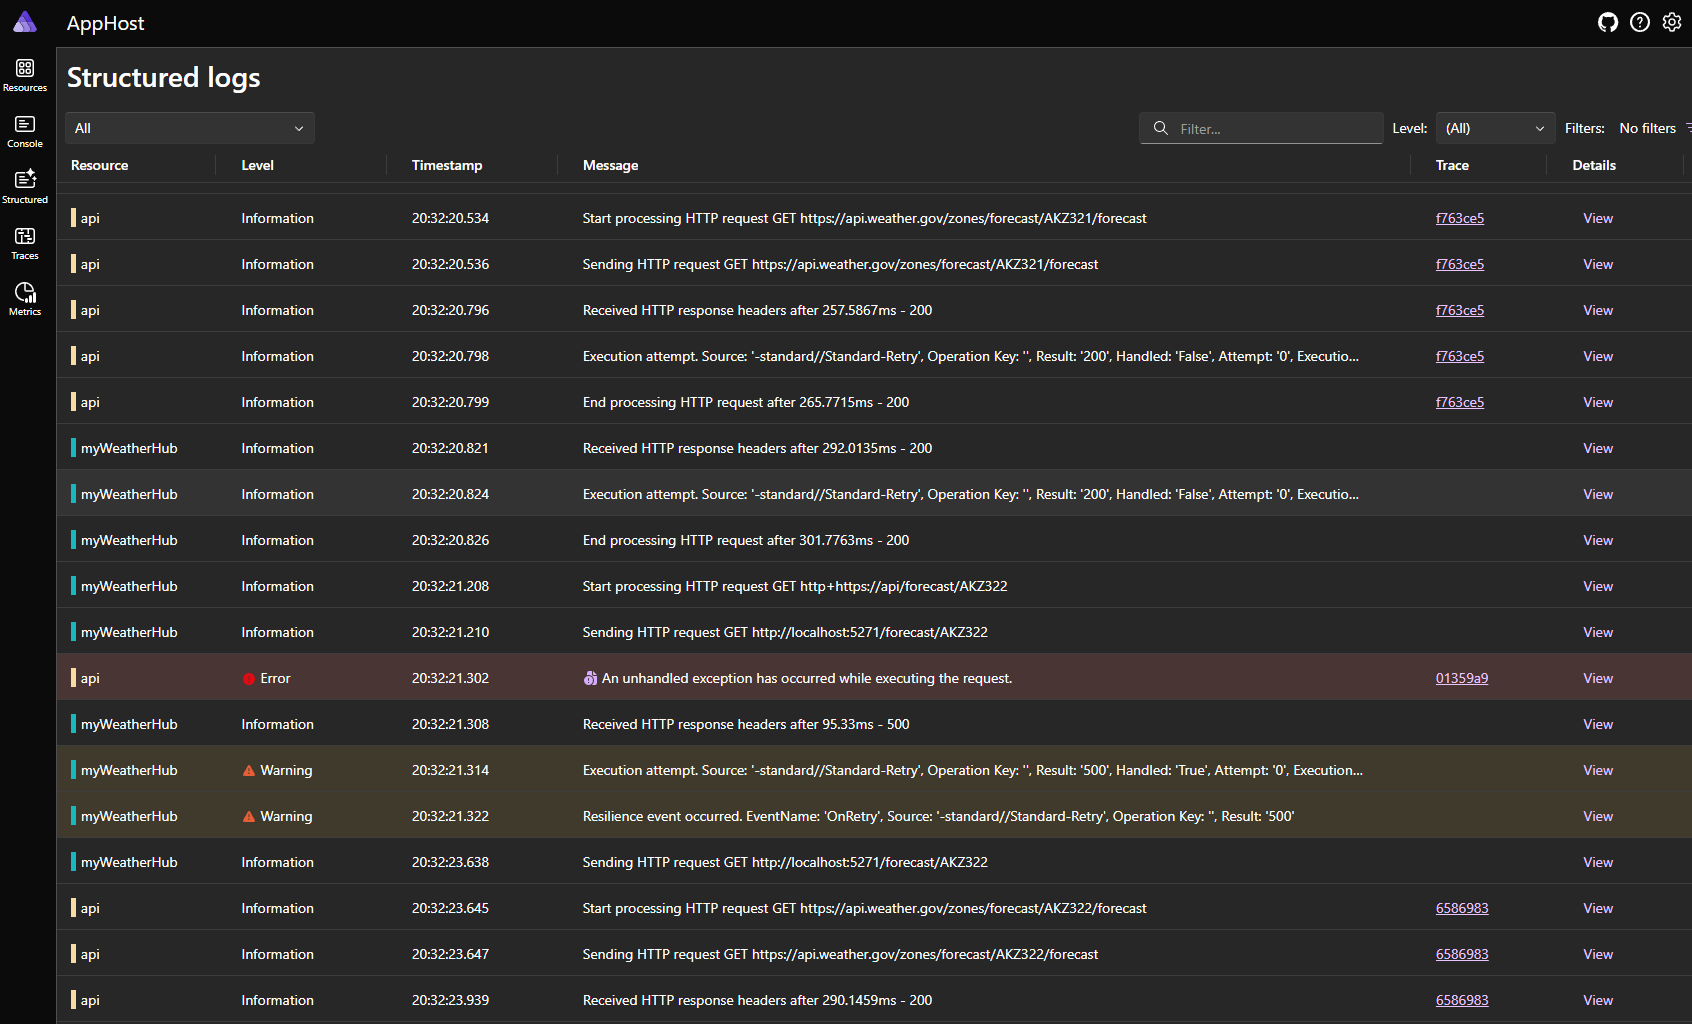 AppHost
Resources
Console
Structured
Traces
Metrics
Structured logs
All
Filter...
Level: (All) Filters: No filters
Resource Level Timestamp Message Trace Details
api Information 20:32:20.534 Start processing HTTP request GET https://api.weather.gov/zones/forecast/AKZ321/forecast f763ce5 View
api Information 20:32:20.536 Sending HTTP request GET https://api.weather.gov/zones/forecast/AKZ321/forecast f763ce5 View
api Information 20:32:20.796 Received HTTP response headers after 257.5867ms - 200 f763ce5 View
api Information 20:32:20.798 Execution attempt. Source: '-standard//Standard-Retry', Operation Key: '', Result: '200', Handled: 'False', Attempt: '0', Executio... f763ce5 View
api Information 20:32:20.799 End processing HTTP request after 265.7715ms - 200 f763ce5 View
myWeatherHub Information 20:32:20.821 Received HTTP response headers after 292.0135ms - 200 View
myWeatherHub Information 20:32:20.824 Execution attempt. Source: '-standard//Standard-Retry', Operation Key: '', Result: '200', Handled: 'False', Attempt: '0', Executio... View
myWeatherHub Information 20:32:20.826 End processing HTTP request after 301.7763ms - 200 View
myWeatherHub Information 20:32:21.208 Start processing HTTP request GET http+https://api/forecast/AKZ322 View
myWeatherHub Information 20:32:21.210 Sending HTTP request GET http://localhost:5271/forecast/AKZ322 View
api Error 20:32:21.302 An unhandled exception has occurred while executing the request. 01359a9 View
myWeatherHub Information 20:32:21.308 Received HTTP response headers after 95.33ms - 500 View
myWeatherHub Warning 20:32:21.314 Execution attempt. Source: '-standard//Standard-Retry', Operation Key: '', Result: '500', Handled: 'True', Attempt: '0', Execution... View
myWeatherHub Warning 20:32:21.322 Resilience event occurred. EventName: 'OnRetry', Source: '-standard//Standard-Retry', Operation Key: '', Result: '500' View
myWeatherHub Information 20:32:23.638 Sending HTTP request GET http://localhost:5271/forecast/AKZ322 View
api Information 20:32:23.645 Start processing HTTP request GET https://api.weather.gov/zones/forecast/AKZ322/forecast 6586983 View
api Information 20:32:23.647 Sending HTTP request GET https://api.weather.gov/zones/forecast/AKZ322/forecast 6586983 View
api Information 20:32:23.939 Received HTTP response headers after 290.1459ms - 200 6586983 View